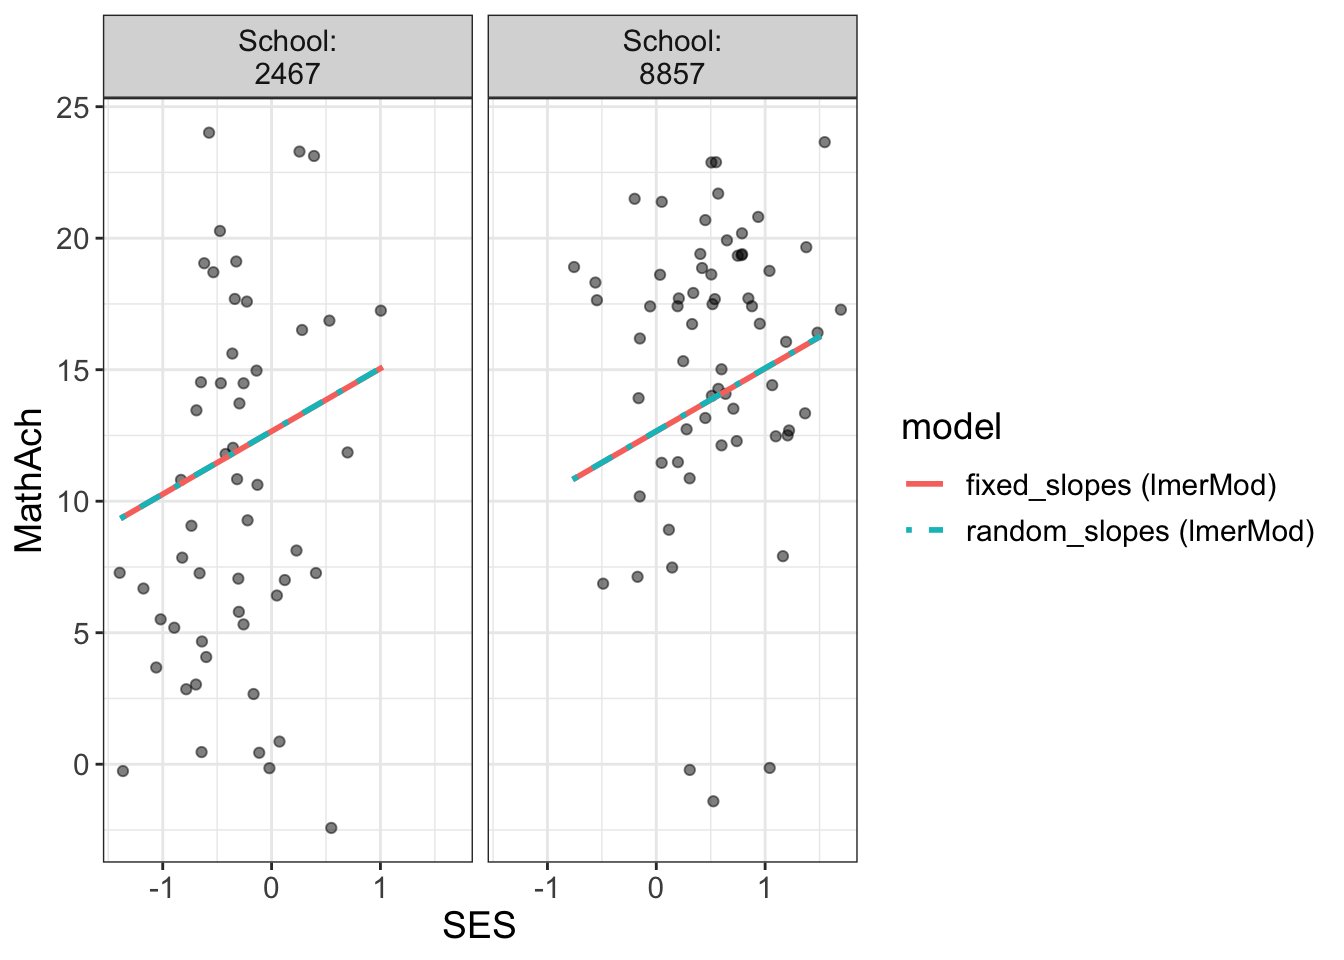 School:
2467
School:
8857
25
20
15
10
5
0
MathAch
-1
0
1
-1
0
1
SES
model
fixed_slopes (lmerMod)
random_slopes (lmerMod)